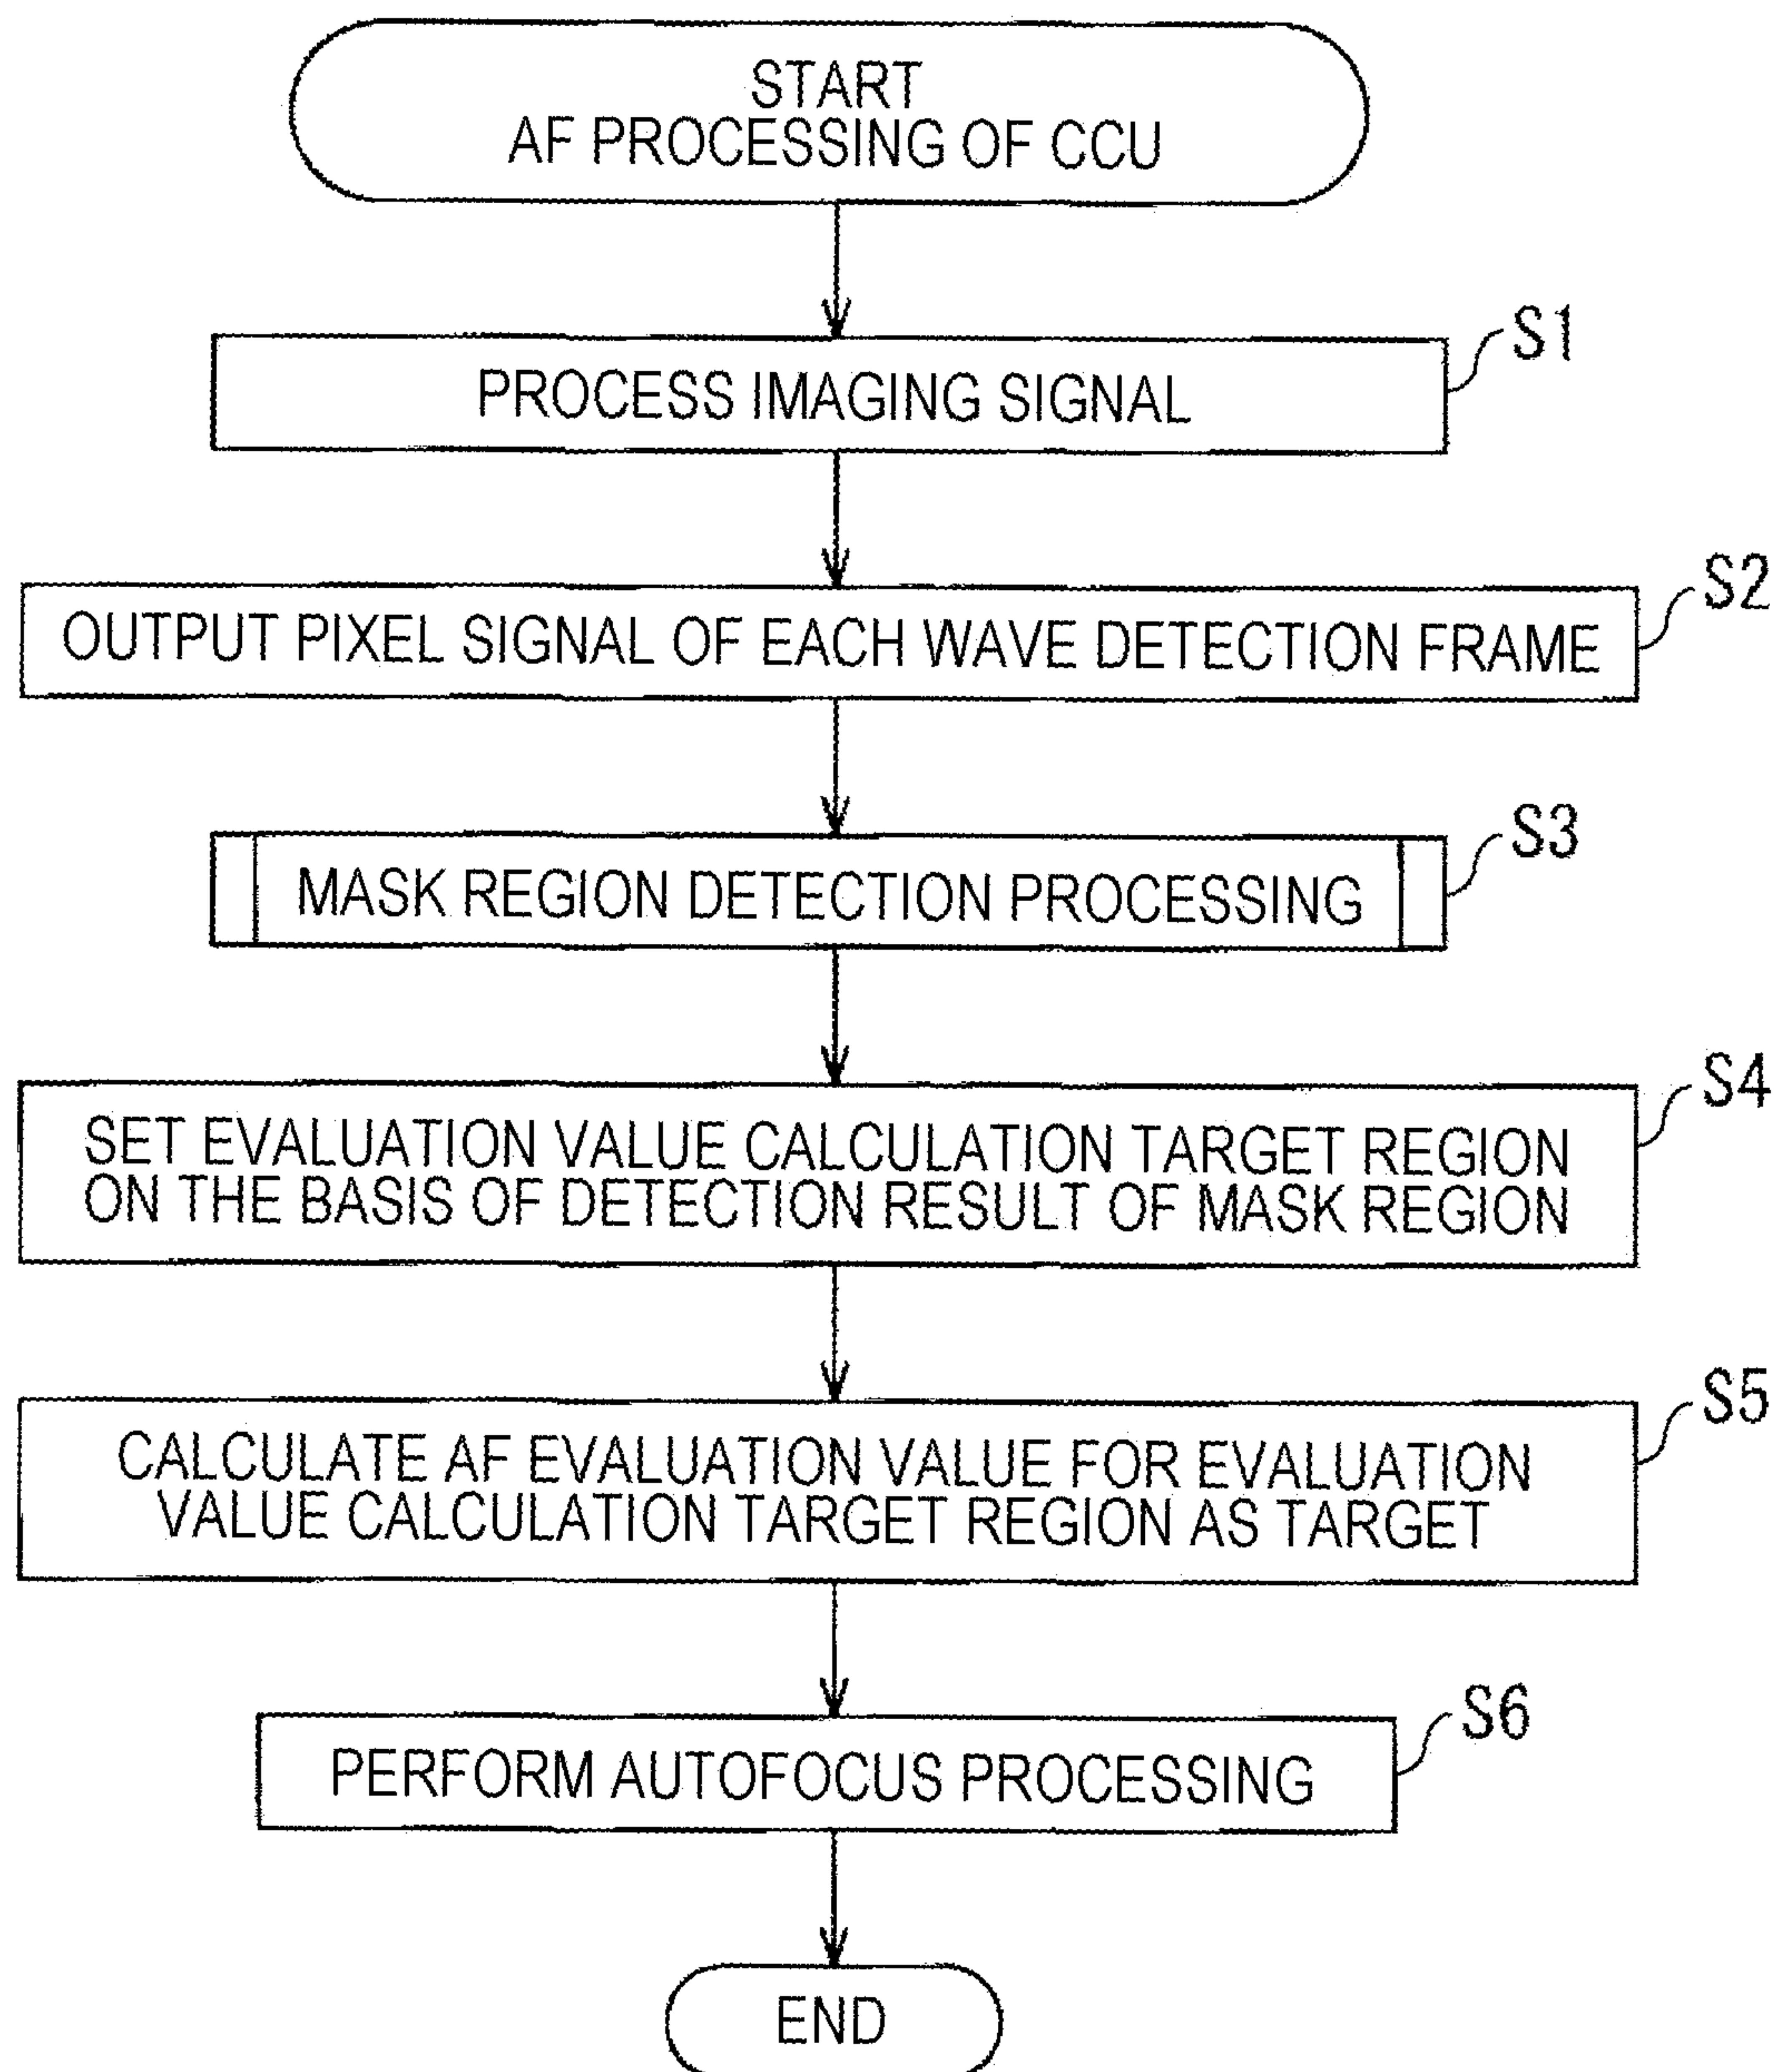 START
AF PROCESSING OF CCU
S1
PROCESS IMAGING SIGNAL
S2
OUTPUT PIXEL SIGNAL OF EACH WAVE DETECTION FRAME
S3
MASK REGION DETECTION PROCESSING
S4
SET EVALUATION VALUE CALCULATION TARGET REGION
ON THE BASIS OF DETECTION RESULT OF MASK REGION
S5
CALCULATE AF EVALUATION VALUE FOR EVALUATION
VALUE CALCULATION TARGET REGION AS TARGET
S6
PERFORM AUTOFOCUS PROCESSING
END